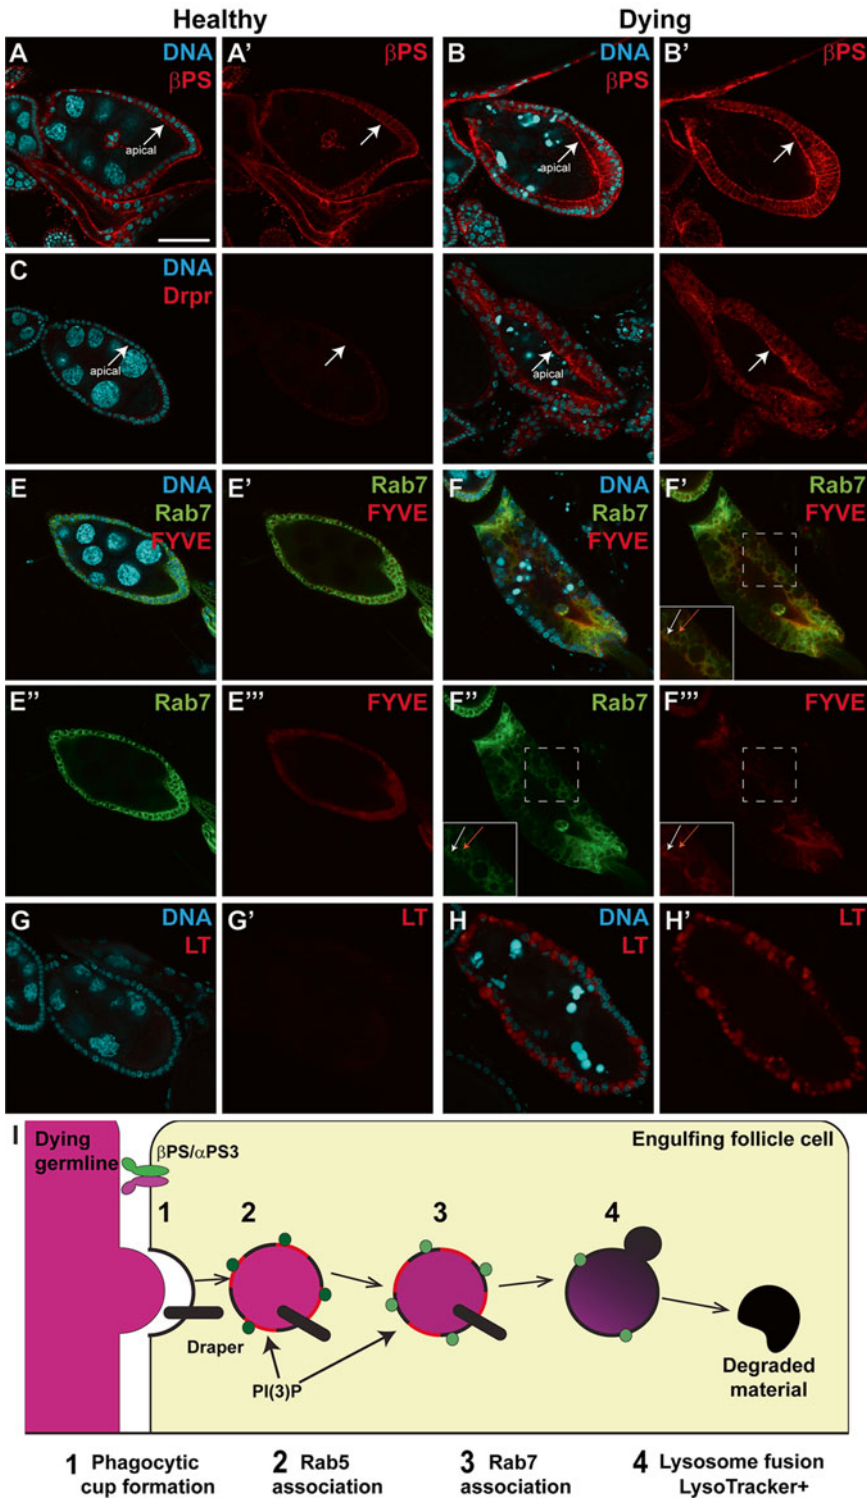 Healthy
Dying
A
DNA
βPS
apical
A'
βPS
B
DNA
βPS
apical
B'
βPS
C
DNA
Drpr
apical
apical
E
DNA
Rab7
FYVE
E'
Rab7
FYVE
F
DNA
Rab7
FYVE
F'
Rab7
FYVE
E''
Rab7
E'''
FYVE
F''
Rab7
F'''
FYVE
G
DNA
LT
G'
LT
H
DNA
LT
H'
LT
I
Dying
germline
βPS/αPS3
Engulfing follicle cell
1
2
3
4
Draper
PI(3)P
Degraded
material
1 Phagocytic
cup formation
2 Rab5
association
3 Rab7
association
4 Lysosome fusion
LysoTracker+